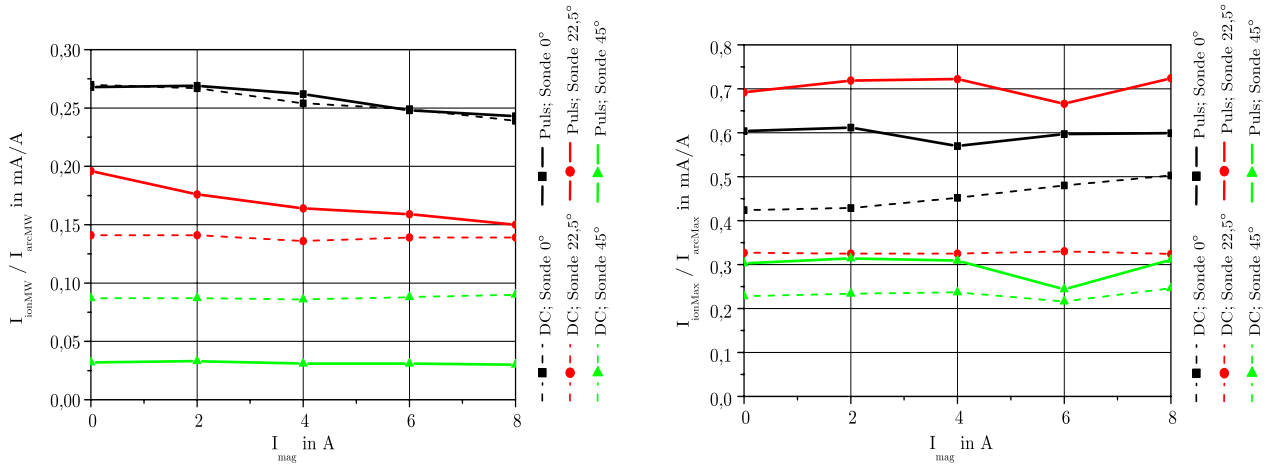 0,30
0,25
0,20
0,15
0,10
0,05
0,00
0 2 4 6 8
I_mag in A
I_ionMW / I_arcMW in mA/A
DC; Sonde 0° Puls; Sonde 0°
DC; Sonde 22,5° Puls; Sonde 22,5°
DC; Sonde 45° Puls; Sonde 45°
0,8
0,7
0,6
0,5
0,4
0,3
0,2
0,1
0,0
0 2 4 6 8
I_mag in A
I_ionMax / I_arcMax in mA/A
DC; Sonde 0° Puls; Sonde 0°
DC; Sonde 22,5° Puls; Sonde 22,5°
DC; Sonde 45° Puls; Sonde 45°